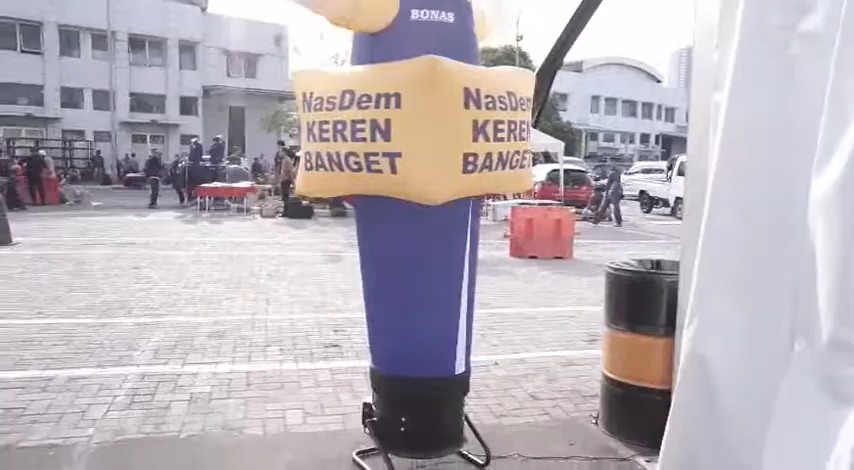 BONAS
NasDem
KEREN
BANGET
NasDem
KEREN
BANGET